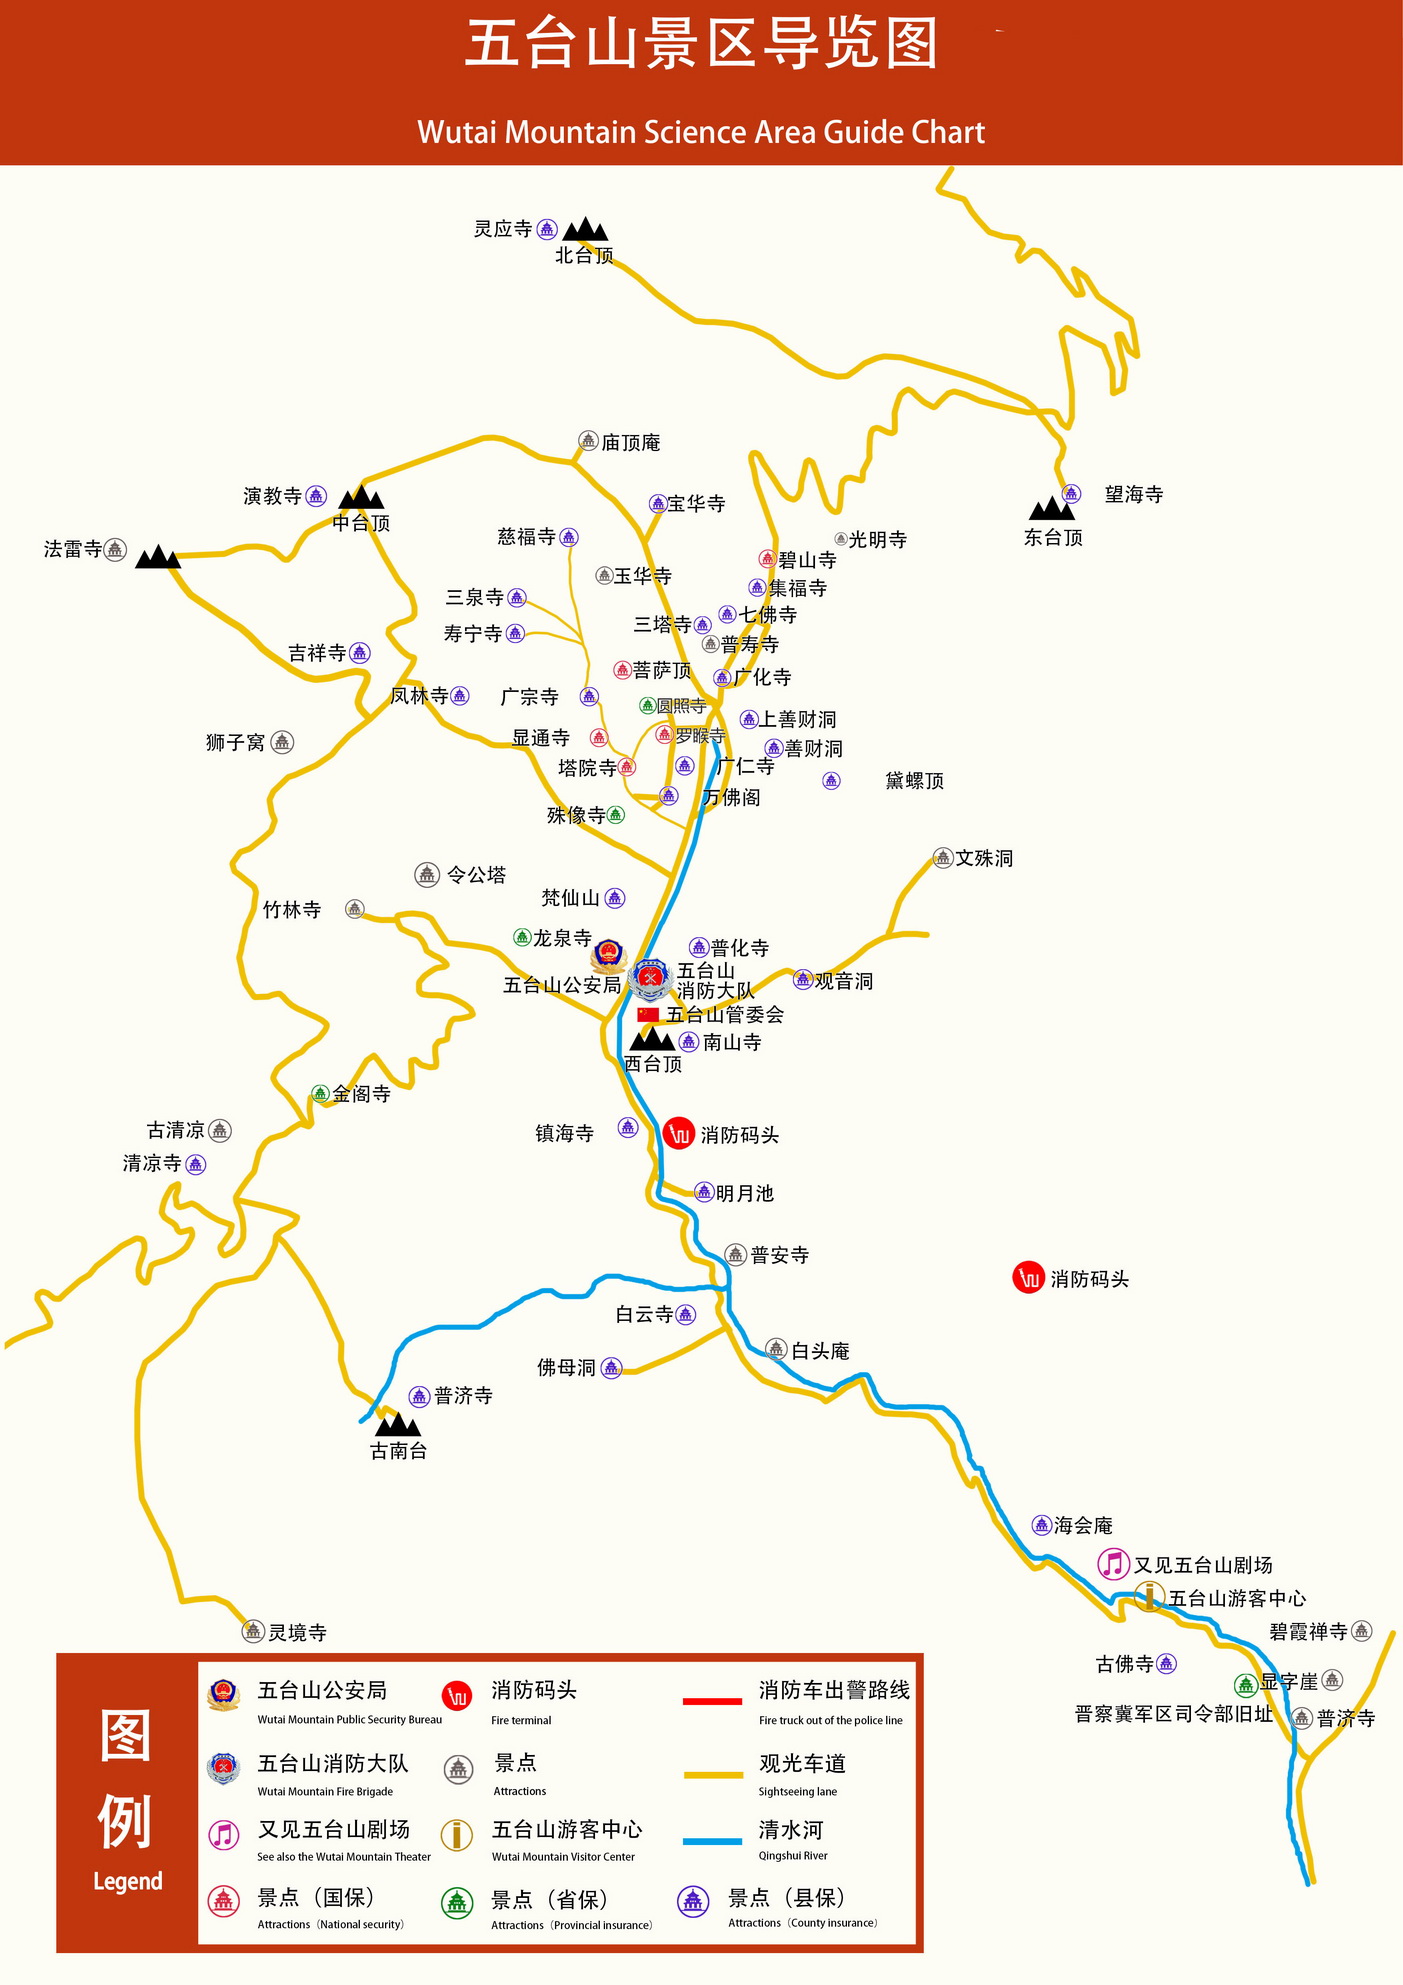 五台山景区导览图
Wutai Mountain Science Area Guide Chart
灵应寺
北台顶
庙顶庵
演教寺
中台顶
宝华寺
望海寺
东台顶
法雷寺
慈福寺
光明寺
碧山寺
玉华寺
集福寺
三泉寺
七佛寺
三塔寺
寿宁寺
普寿寺
吉祥寺
菩萨顶
广化寺
凤林寺
广宗寺
圆照寺
上善财洞
狮子窝
显通寺
罗睺寺
善财洞
塔院寺
广仁寺
黛螺顶
万佛阁
殊像寺
文殊洞
令公塔
梵仙山
竹林寺
龙泉寺
普化寺
五台山
消防大队
五台山公安局
观音洞
五台山管委会
南山寺
西台顶
金阁寺
古清凉
镇海寺
消防码头
清凉寺
明月池
普安寺
消防码头
白云寺
白头庵
佛母洞
普济寺
古南台
海会庵
又见五台山剧场
五台山游客中心
灵境寺
碧霞禅寺
古佛寺
显字崖
晋察冀军区司令部旧址
普济寺
图例
Legend
五台山公安局
Wutai Mountain Public Security Bureau
消防码头
Fire terminal
消防车出警路线
Fire truck out of the police line
五台山消防大队
Wutai Mountain Fire Brigade
景点
Attractions
观光车道
Sightseeing lane
又见五台山剧场
See also the Wutai Mountain Theater
五台山游客中心
Wutai Mountain Visitor Center
清水河
Qingshui River
景点（国保）
Attractions（National security）
景点（省保）
Attractions（Provincial insurance）
景点（县保）
Attractions（County insurance）